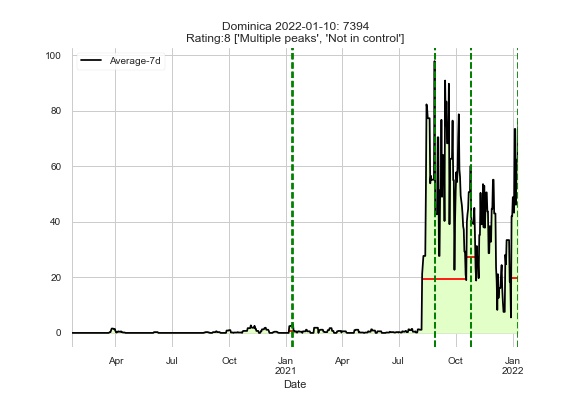 Dominica 2022-01-10: 7394
Rating:8 ['Multiple peaks', 'Not in control']
Average-7d
100
80
60
40
20
0
Apr Jul Oct Jan Apr Jul Oct Jan
2021 2022
Date